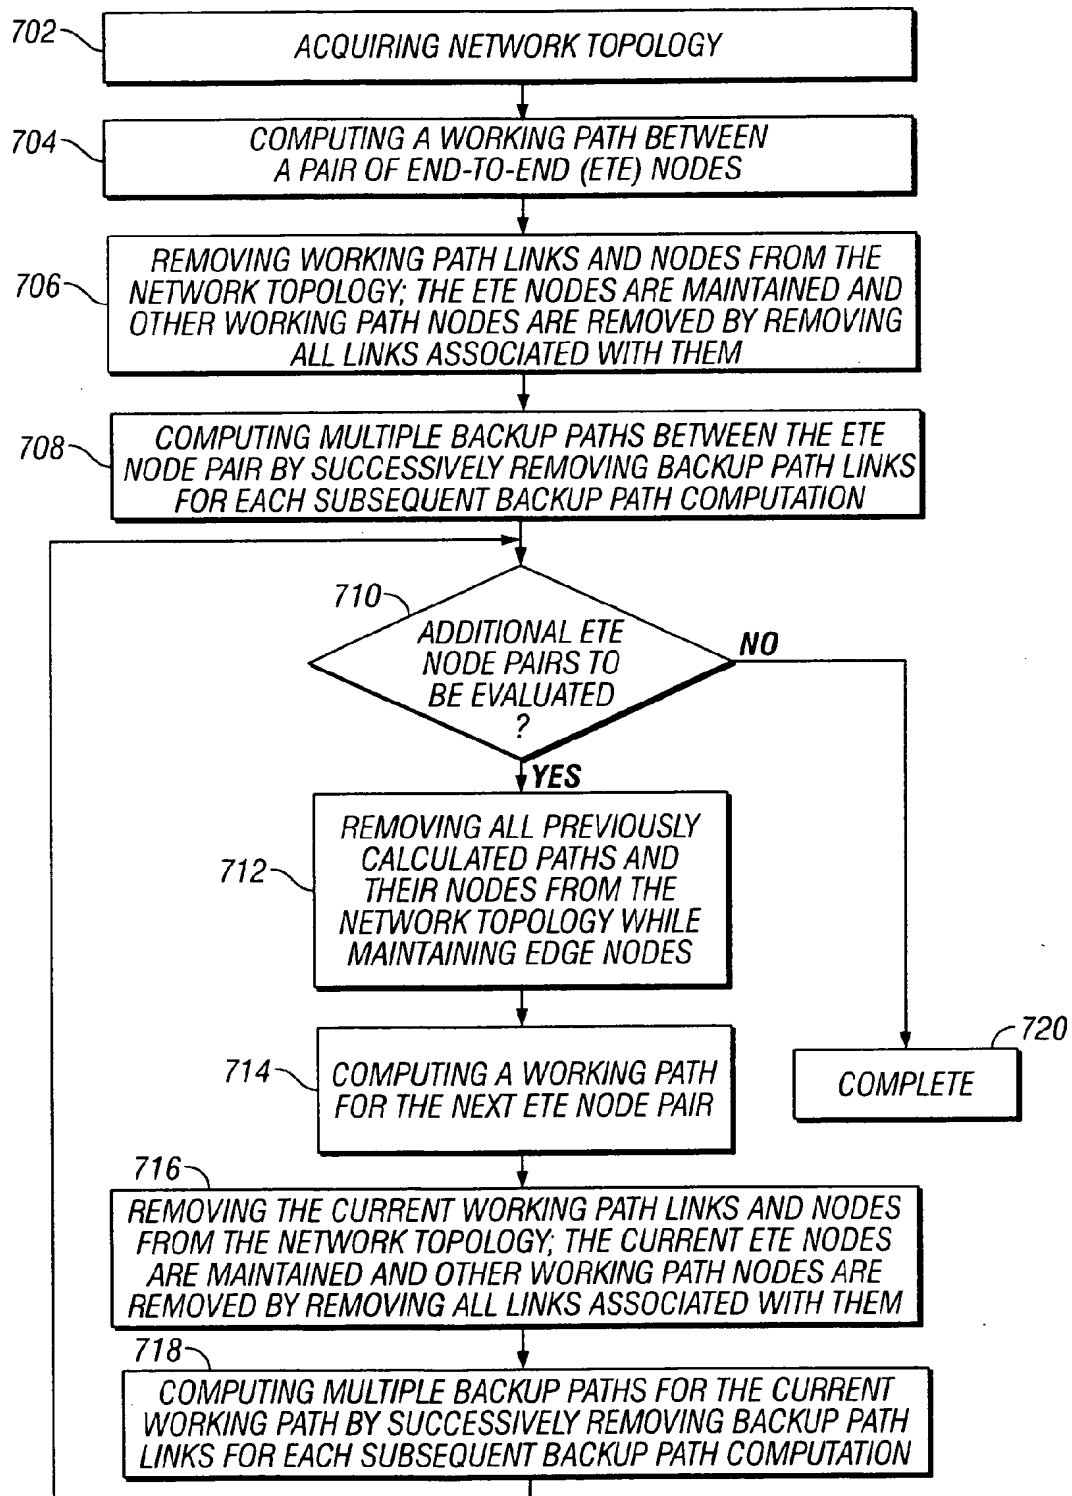 702
ACQUIRING NETWORK TOPOLOGY
704
COMPUTING A WORKING PATH BETWEEN
A PAIR OF END-TO-END (ETE) NODES
706
REMOVING WORKING PATH LINKS AND NODES FROM THE
NETWORK TOPOLOGY; THE ETE NODES ARE MAINTAINED AND
OTHER WORKING PATH NODES ARE REMOVED BY REMOVING
ALL LINKS ASSOCIATED WITH THEM
708
COMPUTING MULTIPLE BACKUP PATHS BETWEEN THE ETE
NODE PAIR BY SUCCESSIVELY REMOVING BACKUP PATH LINKS
FOR EACH SUBSEQUENT BACKUP PATH COMPUTATION
710
ADDITIONAL ETE
NODE PAIRS TO
BE EVALUATED
?
NO
YES
712
REMOVING ALL PREVIOUSLY
CALCULATED PATHS AND
THEIR NODES FROM THE
NETWORK TOPOLOGY WHILE
MAINTAINING EDGE NODES
714
COMPUTING A WORKING PATH
FOR THE NEXT ETE NODE PAIR
720
COMPLETE
716
REMOVING THE CURRENT WORKING PATH LINKS AND NODES
FROM THE NETWORK TOPOLOGY; THE CURRENT ETE NODES
ARE MAINTAINED AND OTHER WORKING PATH NODES ARE
REMOVED BY REMOVING ALL LINKS ASSOCIATED WITH THEM
718
COMPUTING MULTIPLE BACKUP PATHS FOR THE CURRENT
WORKING PATH BY SUCCESSIVELY REMOVING BACKUP PATH
LINKS FOR EACH SUBSEQUENT BACKUP PATH COMPUTATION